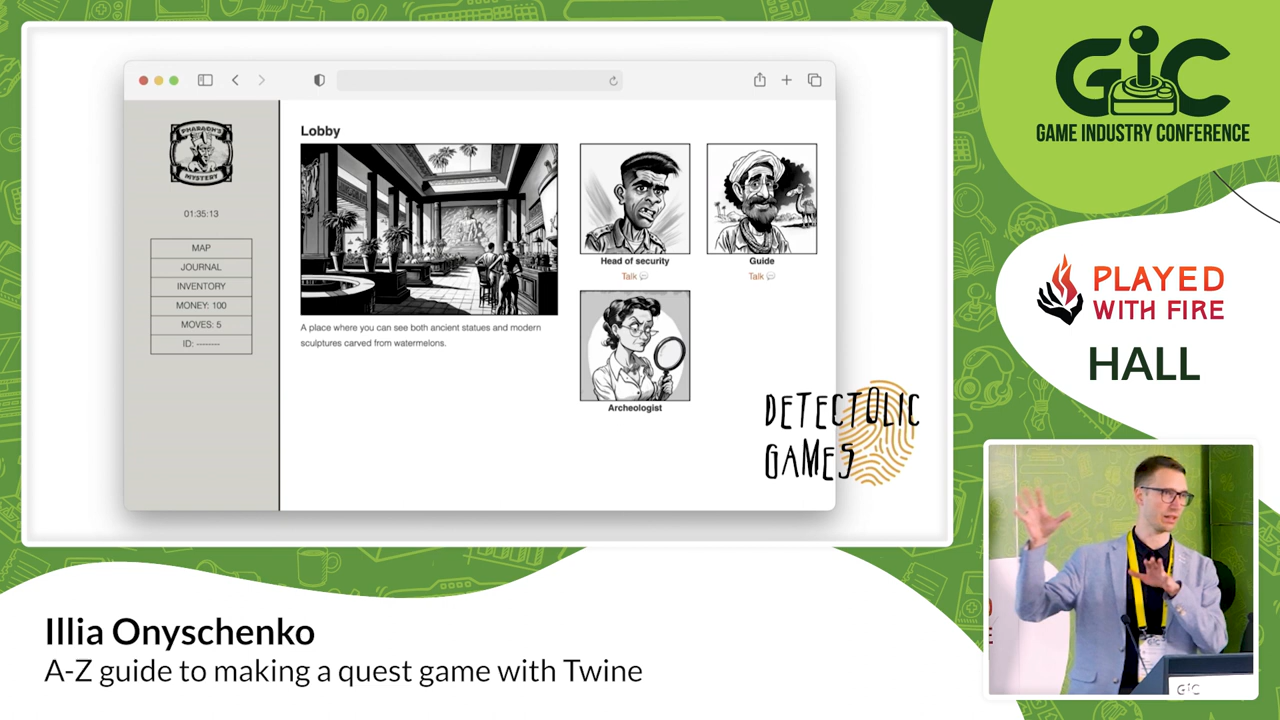 PHARAOH'S
MYSTERY
01:35:13
MAP
JOURNAL
INVENTORY
MONEY: 100
MOVES: 5
ID: --------
Lobby
A place where you can see both ancient statues and modern
sculptures carved from watermelons.
Head of security
Talk 💬
Guide
Talk 💬
Archeologist
DETECTOLIC
GAMES
GIC
GAME INDUSTRY CONFERENCE
PLAYED
WITH FIRE
HALL
GIC
Illia Onyschenko
A-Z guide to making a quest game with Twine